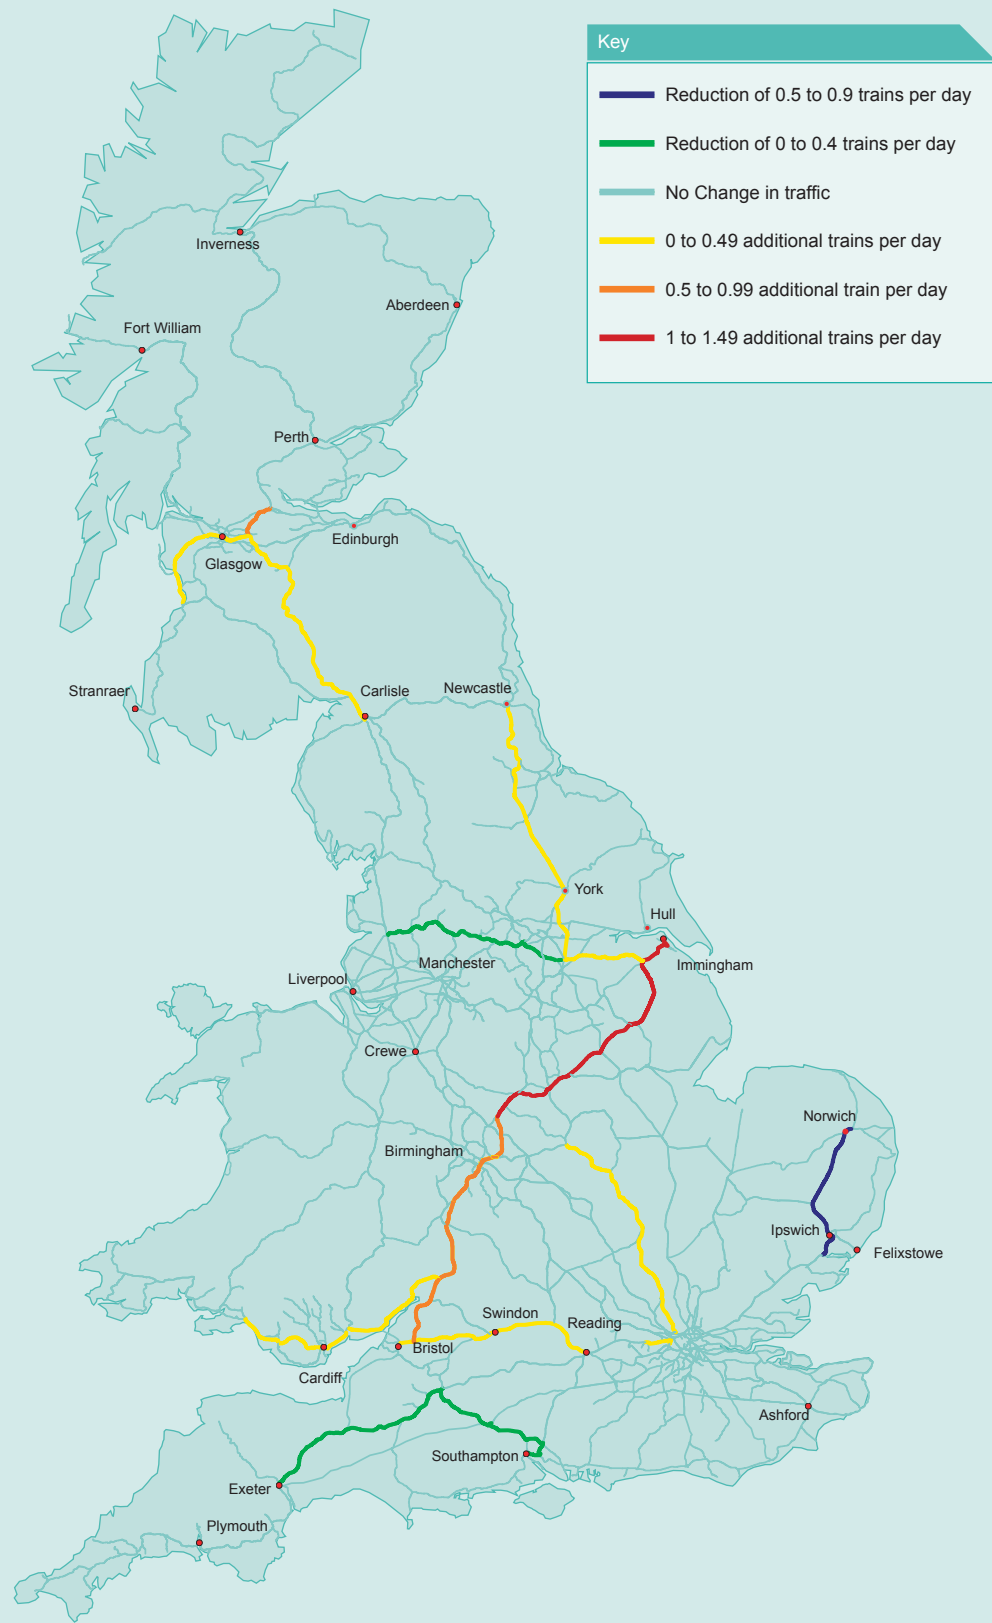 Key
Reduction of 0.5 to 0.9 trains per day
Reduction of 0 to 0.4 trains per day
No Change in traffic
0 to 0.49 additional trains per day
0.5 to 0.99 additional train per day
1 to 1.49 additional trains per day
Inverness
Aberdeen
Fort William
Perth
Edinburgh
Glasgow
Stranraer
Carlisle
Newcastle
York
Hull
Manchester
Immingham
Liverpool
Crewe
Norwich
Birmingham
Ipswich
Felixstowe
Swindon
Reading
Bristol
Cardiff
Ashford
Southampton
Exeter
Plymouth